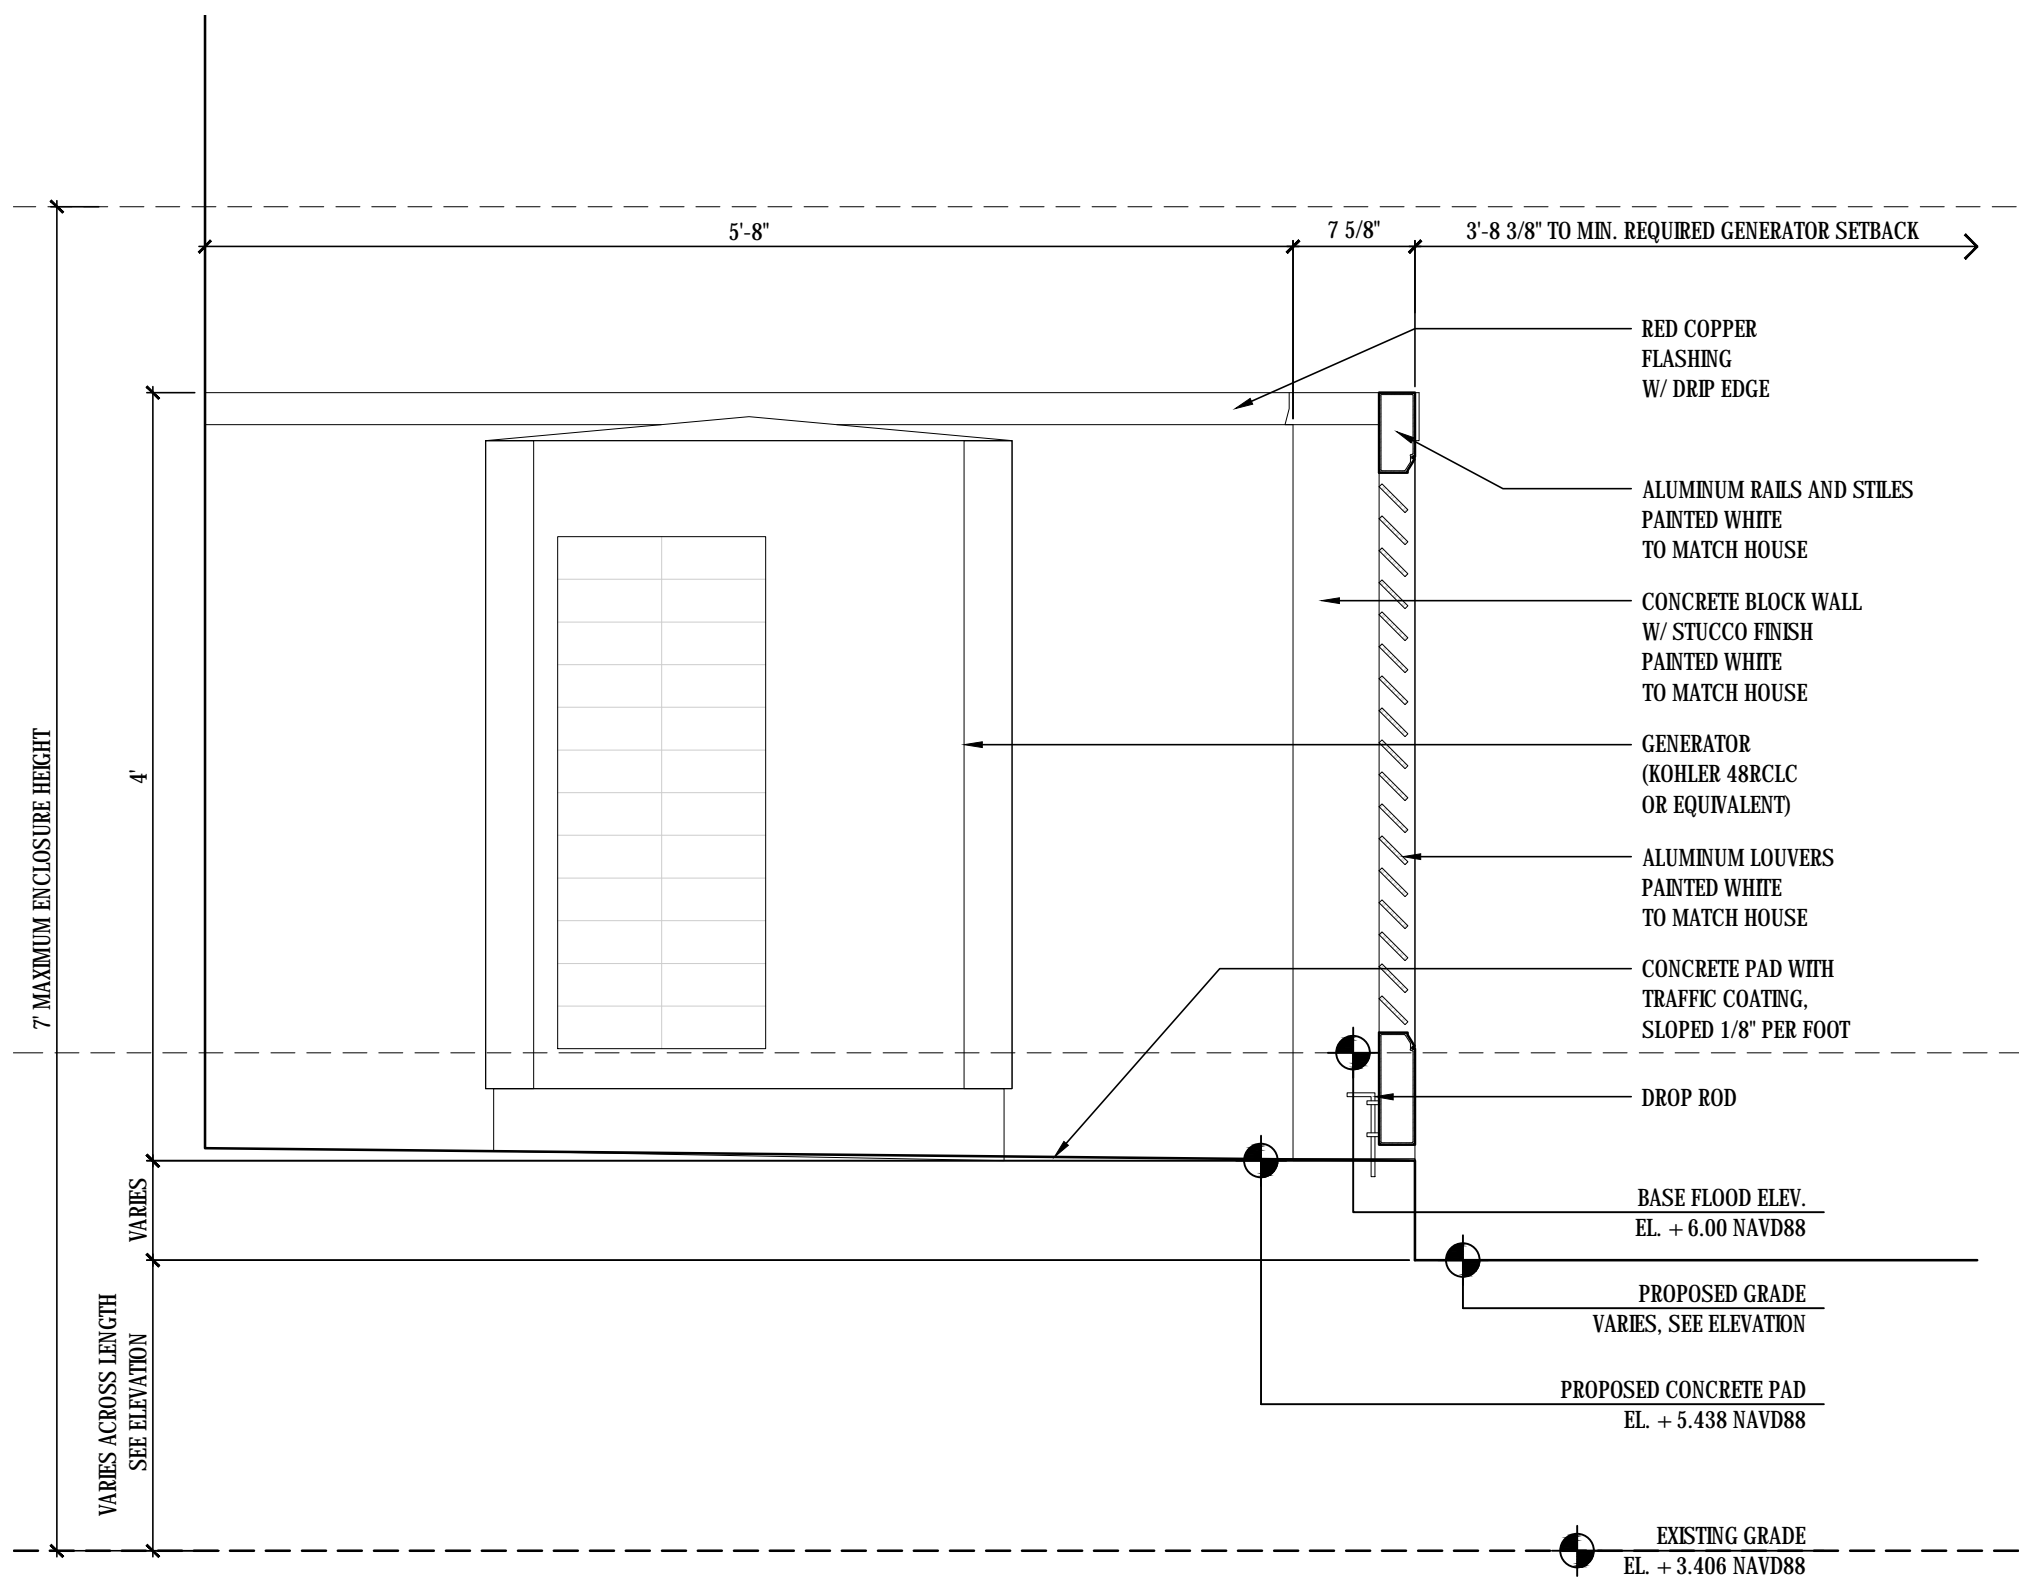 5'-8"
7 5/8"
3'-8 3/8" TO MIN. REQUIRED GENERATOR SETBACK
RED COPPER
FLASHING
W/ DRIP EDGE
ALUMINUM RAILS AND STILES
PAINTED WHITE
TO MATCH HOUSE
CONCRETE BLOCK WALL
W/ STUCCO FINISH
PAINTED WHITE
TO MATCH HOUSE
GENERATOR
(KOHLER 48RCLC
OR EQUIVALENT)
ALUMINUM LOUVERS
PAINTED WHITE
TO MATCH HOUSE
CONCRETE PAD WITH
TRAFFIC COATING,
SLOPED 1/8" PER FOOT
DROP ROD
BASE FLOOD ELEV.
EL. +6.00 NAVD88
PROPOSED GRADE
VARIES, SEE ELEVATION
PROPOSED CONCRETE PAD
EL. +5.438 NAVD88
EXISTING GRADE
EL. +3.406 NAVD88
7' MAXIMUM ENCLOSURE HEIGHT
4'
VARIES
VARIES ACROSS LENGTH
SEE ELEVATION